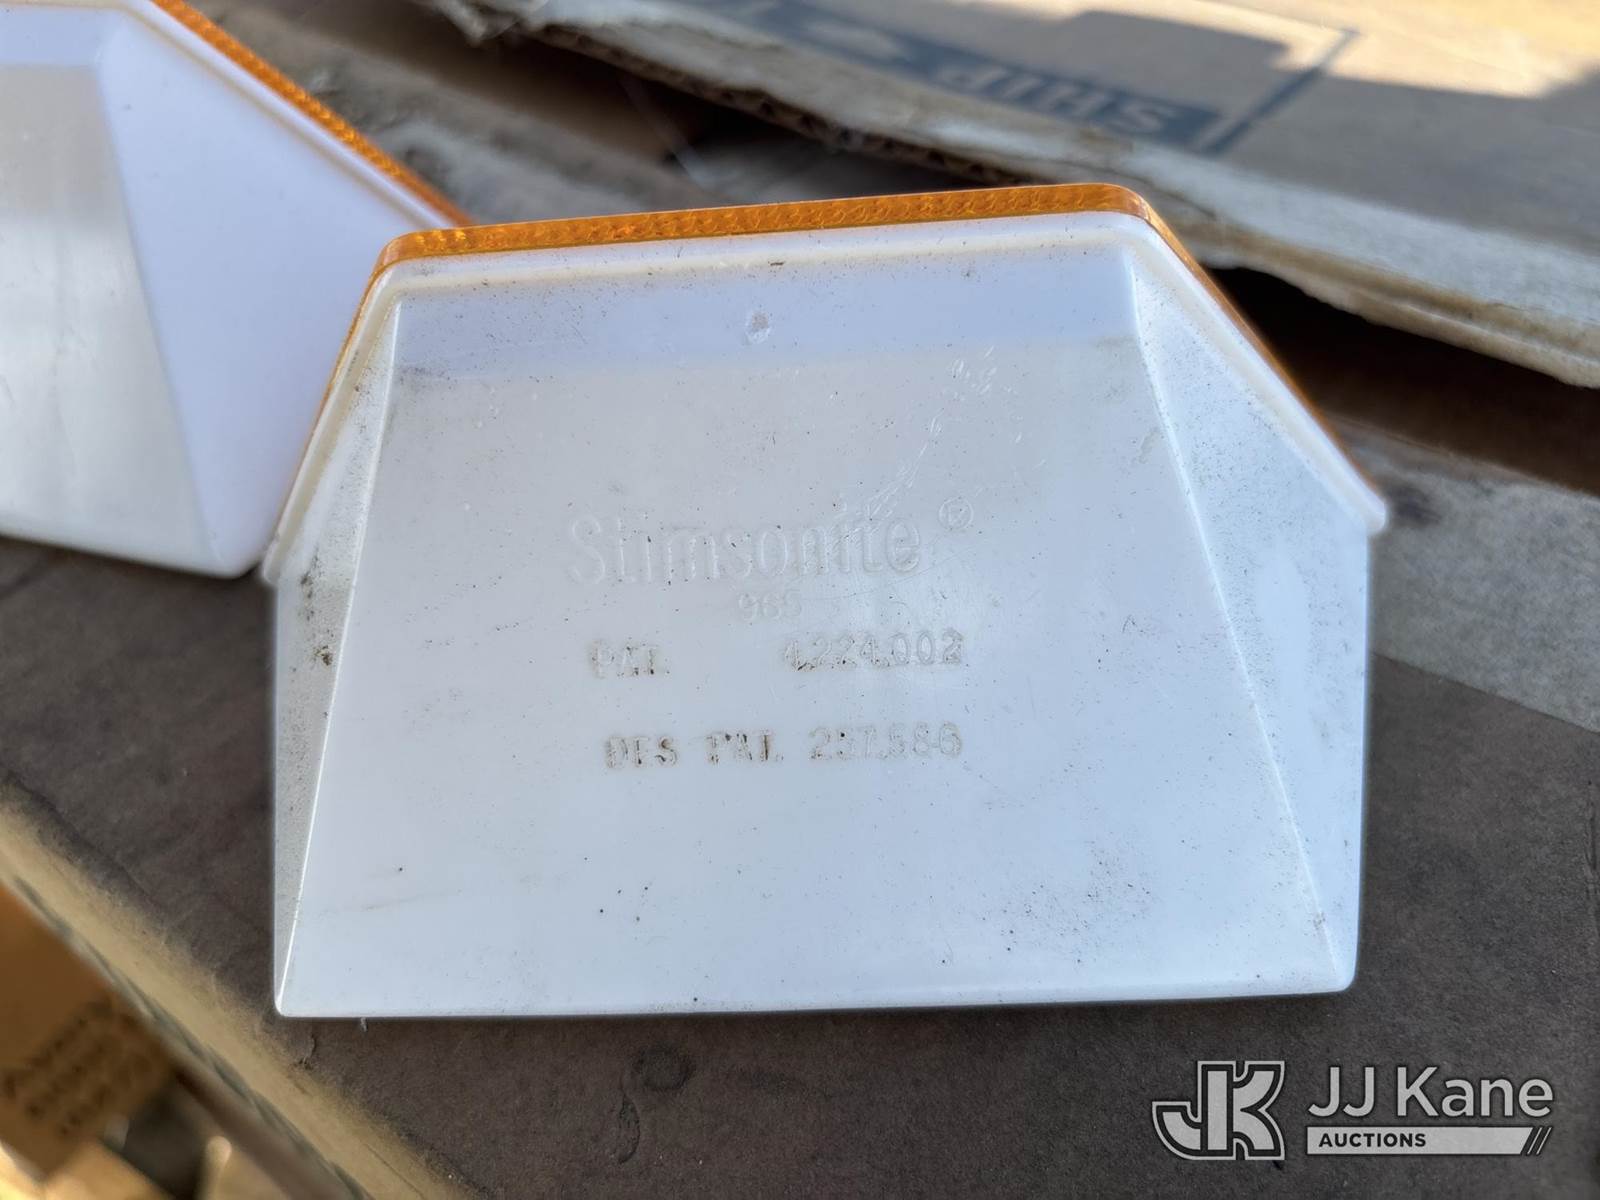 SHIP
Stimsonite ®
965
PAT. 4,224,002
DES PAT. 257,586
JJ Kane
AUCTIONS